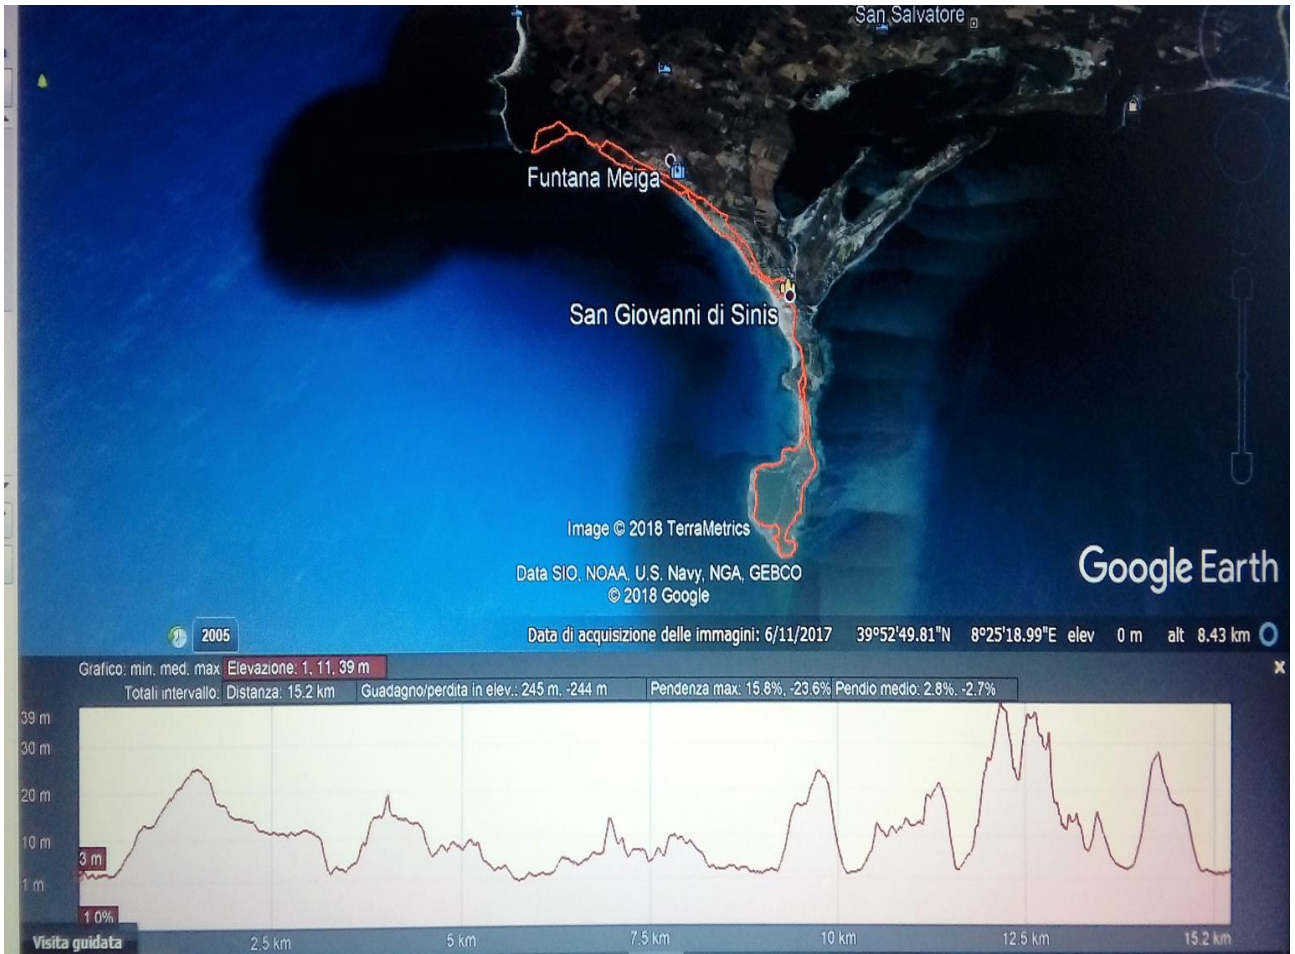 San Salvatore
Funtana Meiga
San Giovanni di Sinis
Image © 2018 TerraMetrics
Data SIO, NOAA, U.S. Navy, NGA, GEBCO
© 2018 Google
Google Earth
2005
Data di acquisizione delle immagini: 6/11/2017 39°52'49.81"N 8°25'18.99"E elev 0 m alt 8.43 km
Grafico: min, med, max Elevazione: 1, 11, 39 m
Totali intervallo: Distanza: 15.2 km Guadagno/perdita in elev.: 245 m, -244 m Pendenza max: 15.8%, -23.6% Pendio medio: 2.8%, -2.7%
39 m
30 m
20 m
10 m
3 m
1 m
1.0%
Visita guidata
2.5 km 5 km 7.5 km 10 km 12.5 km 15.2 km